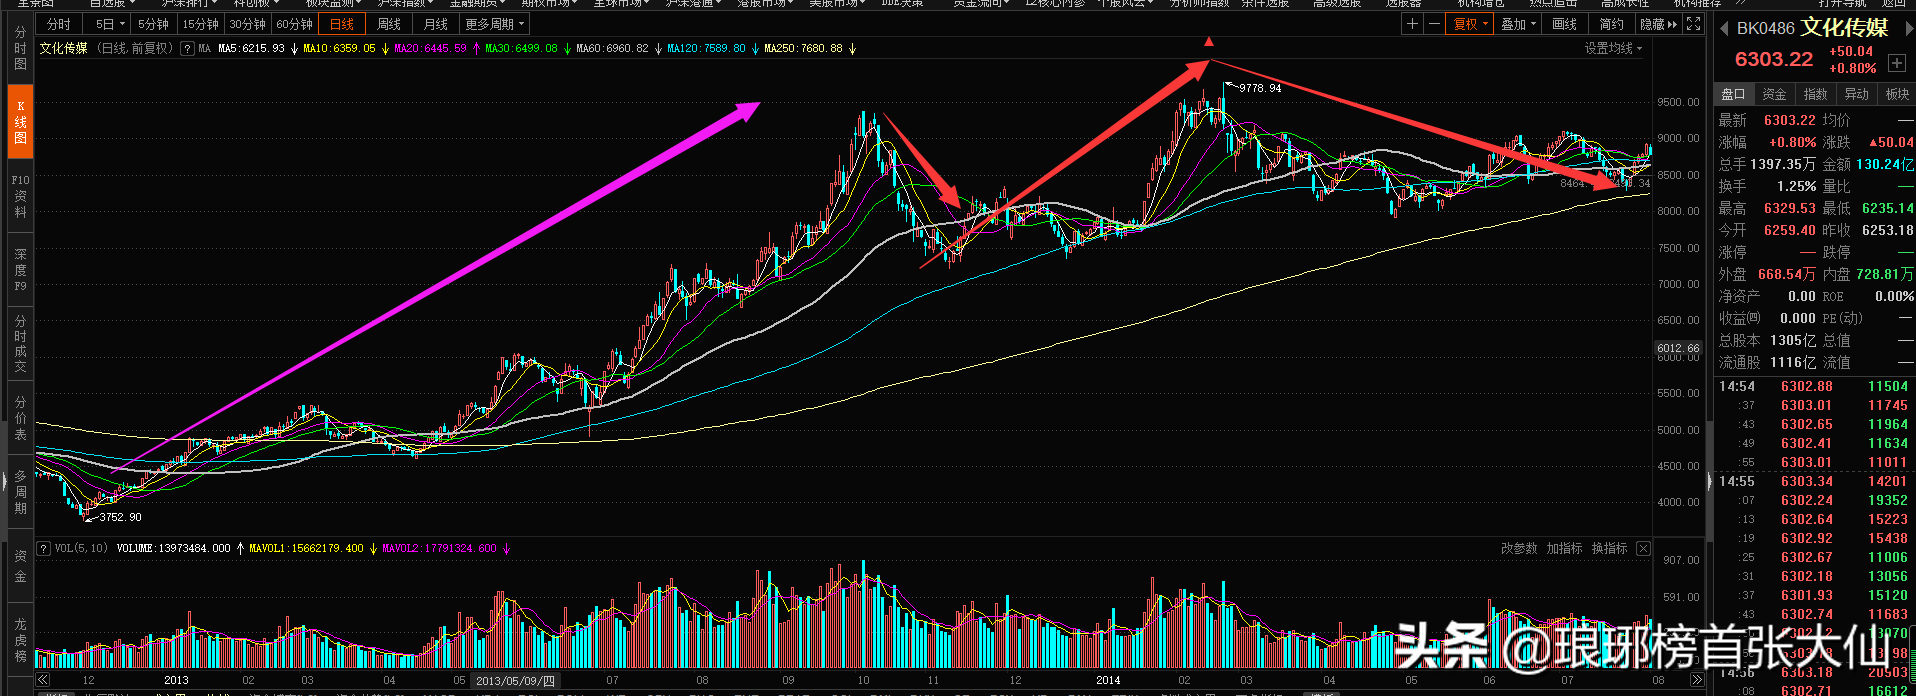 分时 5日 5分钟 15分钟 30分钟 60分钟 日线 周线 月线 更多周期
复权 叠加 画线 简约 隐藏
文化传媒 (日线,前复权) ? MA MA5:6215.93 ↓ MA10:6359.05 ↓ MA20:6445.59 ↑ MA30:6499.08 ↓ MA60:6960.82 ↓ MA120:7589.80 ↓ MA250:7680.88 ↓
设置均线
分时图
K线图
F10资料
深度F9
分时成交
分价表
多周期
资金
龙虎榜
9778.94
3752.90
9500.00
9000.00
8500.00
8000.00
7500.00
7000.00
6500.00
6012.66
6000.00
5500.00
5000.00
4500.00
4000.00
? VOL(5,10) VOLUME:13973484.000 ↑ MAVOL1:15662179.400 ↓ MAVOL2:17791324.600 ↓
改参数 加指标 换指标
907.00
591.00
12 2013 02 03 04 05 2013/05/09/四 07 08 09 10 11 12 2014 02 03 04 05 06 07 08
BK0486 文化传媒
6303.22 +50.04
+0.80%
盘口 资金 指数 异动 板块
最新 6303.22 均价 —
涨幅 +0.80% 涨跌 ▲50.04
总手 1397.35万 金额 130.24亿
换手 1.25% 量比 —
最高 6329.53 最低 6235.14
今开 6259.40 昨收 6253.18
涨停 — 跌停 —
外盘 668.54万 内盘 728.81万
净资产 0.00 ROE 0.00%
收益㈣ 0.000 PE(动) —
总股本 1305亿 总值 —
流通股 1116亿 流值 —
14:54 6302.88 11504
:37 6303.01 11745
:43 6302.65 11964
:49 6302.41 11634
:55 6303.01 11011
14:55 6303.34 14201
:07 6302.24 19352
:13 6302.64 15223
:19 6302.92 15438
:25 6302.67 11006
:31 6302.18 13056
:37 6301.93 15120
:43 6302.74 11683
14:56 6303.18 20503
:08 6302.71 16612
头条 @琅琊榜首张大仙